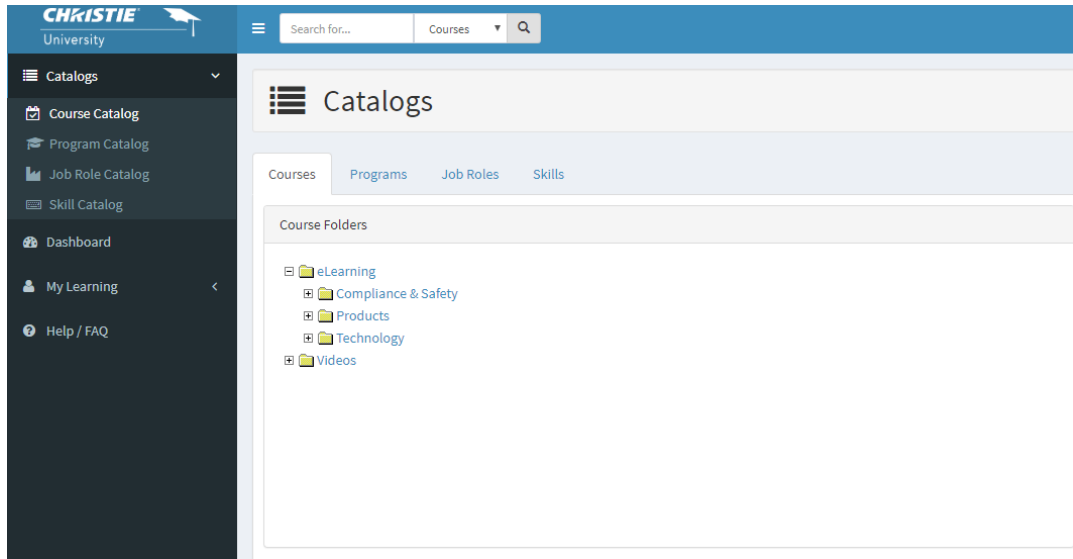 CHRISTIE
University
Catalogs
Course Catalog
Program Catalog
Job Role Catalog
Skill Catalog
Dashboard
My Learning
Help / FAQ
Search for... Courses
Catalogs
Courses Programs Job Roles Skills
Course Folders
eLearning
Compliance & Safety
Products
Technology
Videos